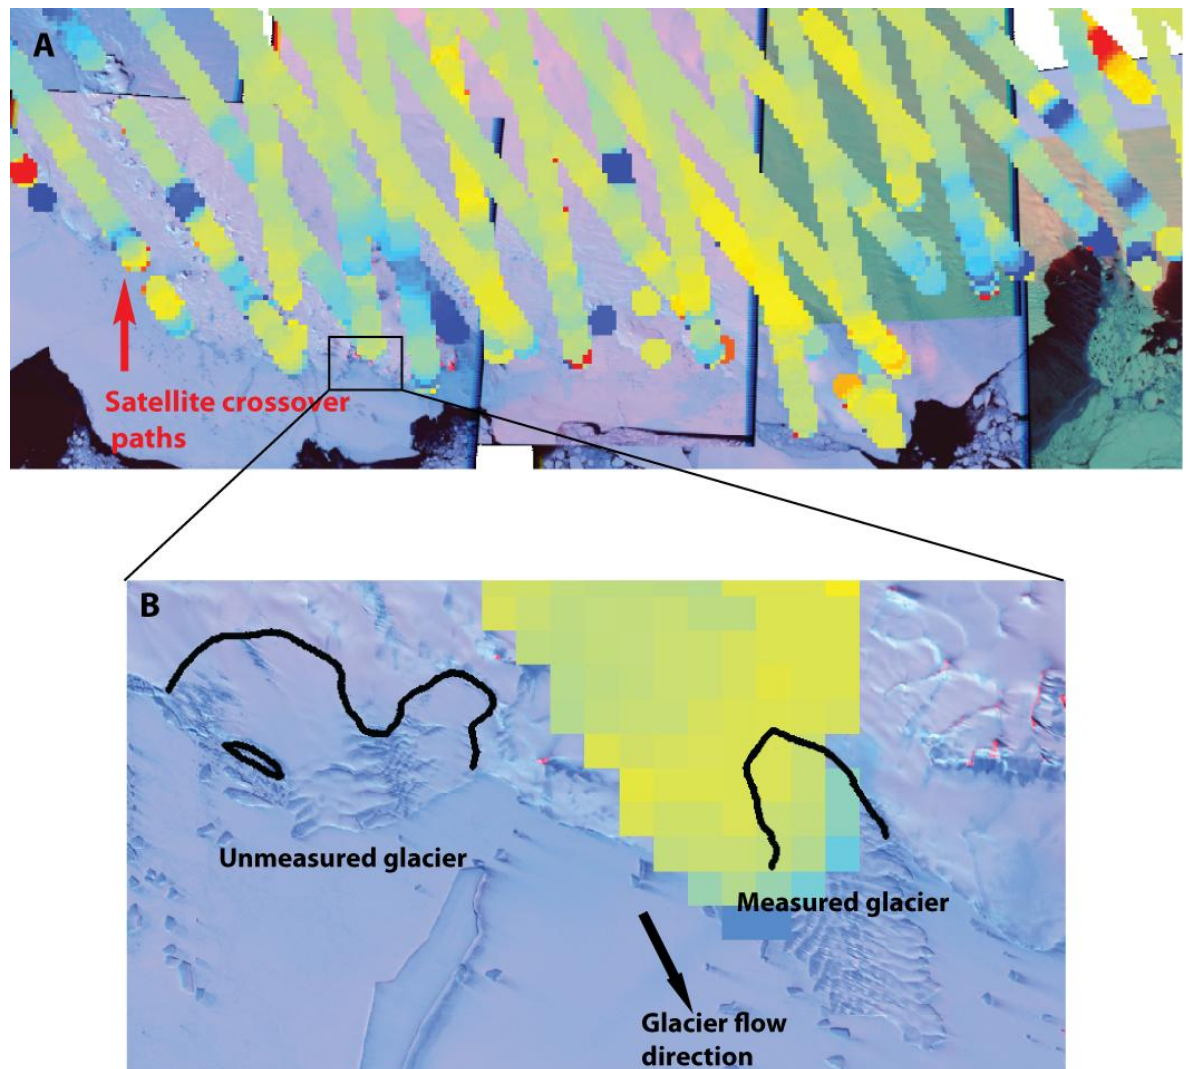 A
Satellite crossover
paths
B
Unmeasured glacier
Measured glacier
Glacier flow
direction